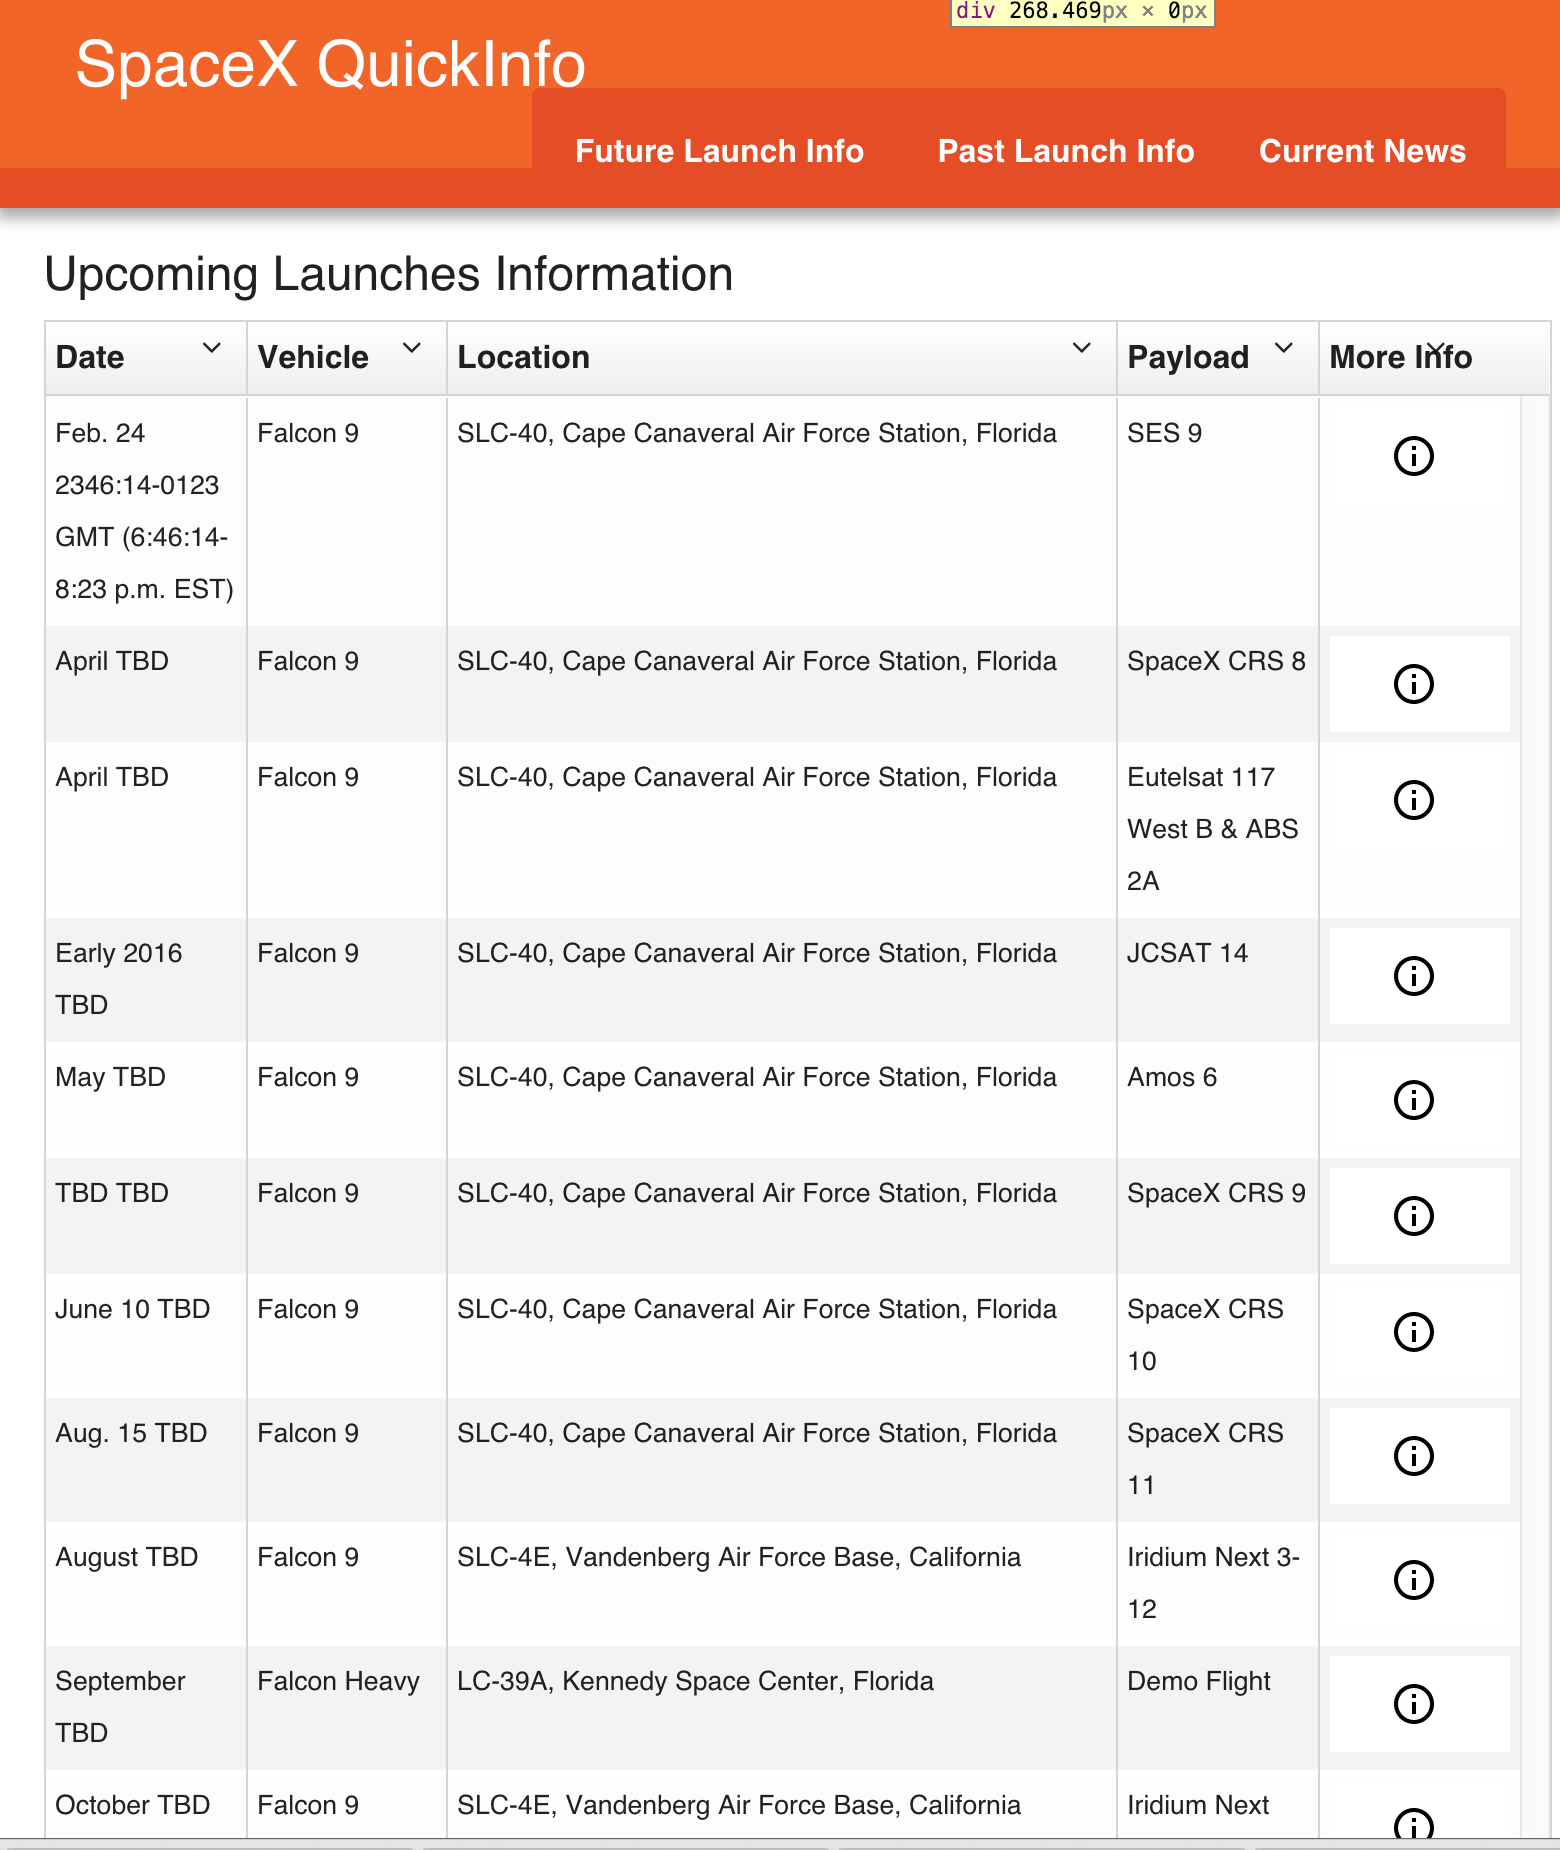 div 268.469px × 0px
SpaceX QuickInfo
Future Launch Info Past Launch Info Current News
Upcoming Launches Information
Date Vehicle Location Payload More Info
Feb. 24 Falcon 9 SLC-40, Cape Canaveral Air Force Station, Florida SES 9
2346:14-0123
GMT (6:46:14-
8:23 p.m. EST)
April TBD Falcon 9 SLC-40, Cape Canaveral Air Force Station, Florida SpaceX CRS 8
April TBD Falcon 9 SLC-40, Cape Canaveral Air Force Station, Florida Eutelsat 117
West B & ABS
2A
Early 2016 Falcon 9 SLC-40, Cape Canaveral Air Force Station, Florida JCSAT 14
TBD
May TBD Falcon 9 SLC-40, Cape Canaveral Air Force Station, Florida Amos 6
TBD TBD Falcon 9 SLC-40, Cape Canaveral Air Force Station, Florida SpaceX CRS 9
June 10 TBD Falcon 9 SLC-40, Cape Canaveral Air Force Station, Florida SpaceX CRS
10
Aug. 15 TBD Falcon 9 SLC-40, Cape Canaveral Air Force Station, Florida SpaceX CRS
11
August TBD Falcon 9 SLC-4E, Vandenberg Air Force Base, California Iridium Next 3-
12
September Falcon Heavy LC-39A, Kennedy Space Center, Florida Demo Flight
TBD
October TBD Falcon 9 SLC-4E, Vandenberg Air Force Base, California Iridium Next